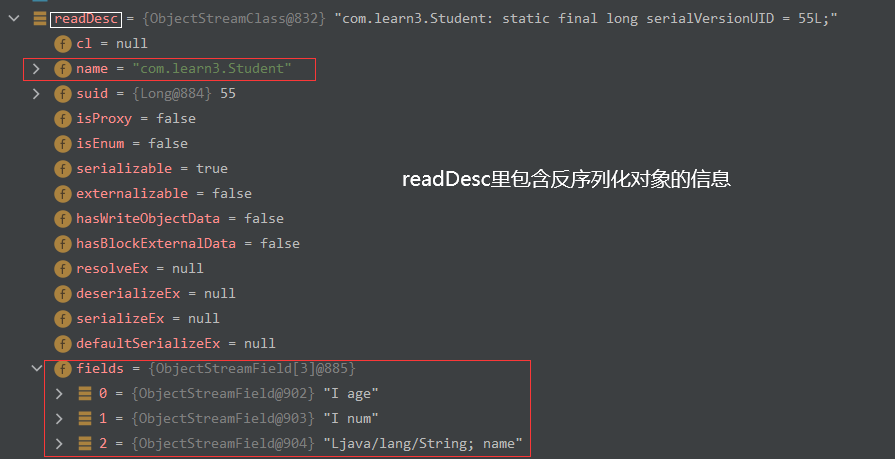 readDesc = {ObjectStreamClass@832} "com.learn3.Student: static final long serialVersionUID = 55L;"
f cl = null
f name = "com.learn3.Student"
f suid = {Long@884} 55
f isProxy = false
f isEnum = false
f serializable = true
readDesc里包含反序列化对象的信息
f externalizable = false
f hasWriteObjectData = false
f hasBlockExternalData = false
f resolveEx = null
f deserializeEx = null
f serializeEx = null
f defaultSerializeEx = null
f fields = {ObjectStreamField[3]@885}
0 = {ObjectStreamField@902} "I age"
1 = {ObjectStreamField@903} "I num"
2 = {ObjectStreamField@904} "Ljava/lang/String; name"